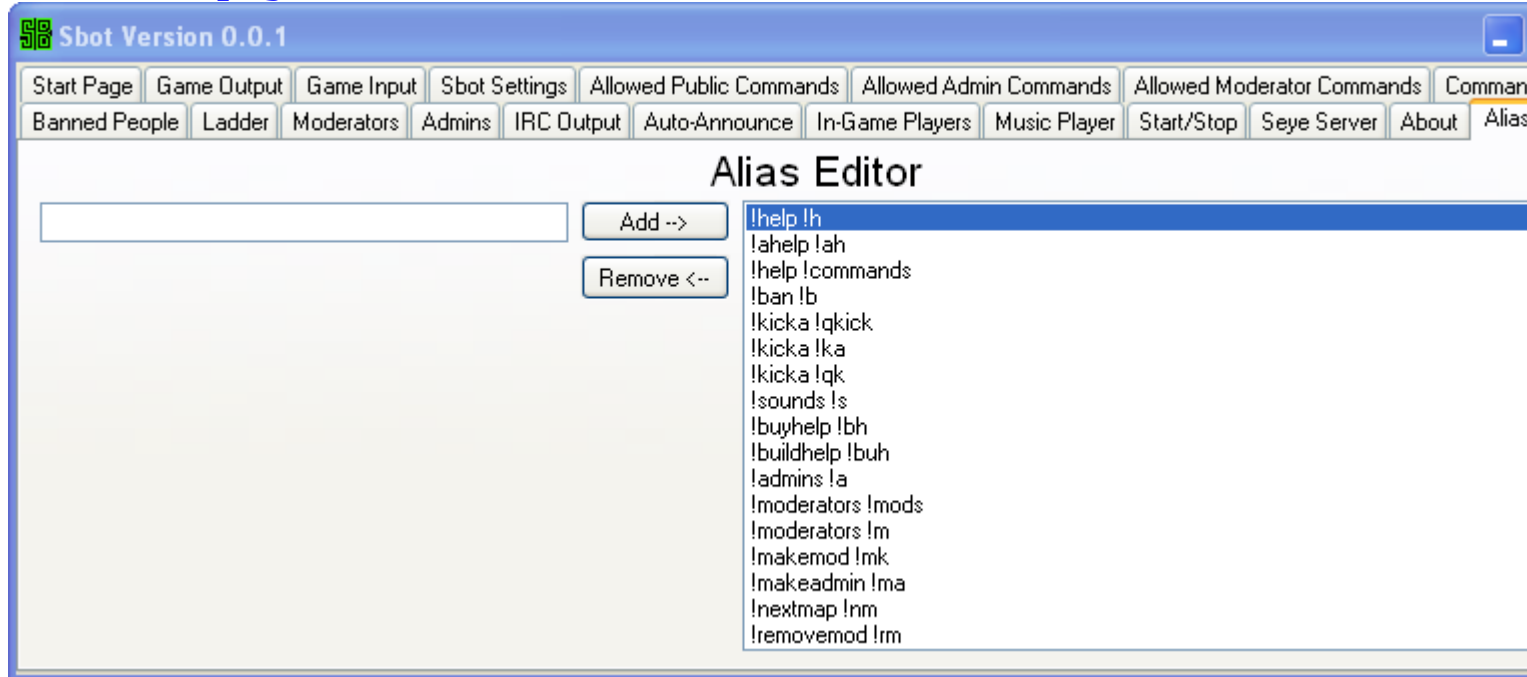 Sbot Version 0.0.1
Start Page Game Output Game Input Sbot Settings Allowed Public Commands Allowed Admin Commands Allowed Moderator Commands Comman
Banned People Ladder Moderators Admins IRC Output Auto-Announce In-Game Players Music Player Start/Stop Seye Server About Alias
Alias Editor
Add -->
Remove <--
!help !h
!ahelp !ah
!help !commands
!ban !b
!kicka !qkick
!kicka !ka
!kicka !qk
!sounds !s
!buyhelp !bh
!buildhelp !buh
!admins !a
!moderators !mods
!moderators !m
!makemod !mk
!makeadmin !ma
!nextmap !nm
!removemod !rm